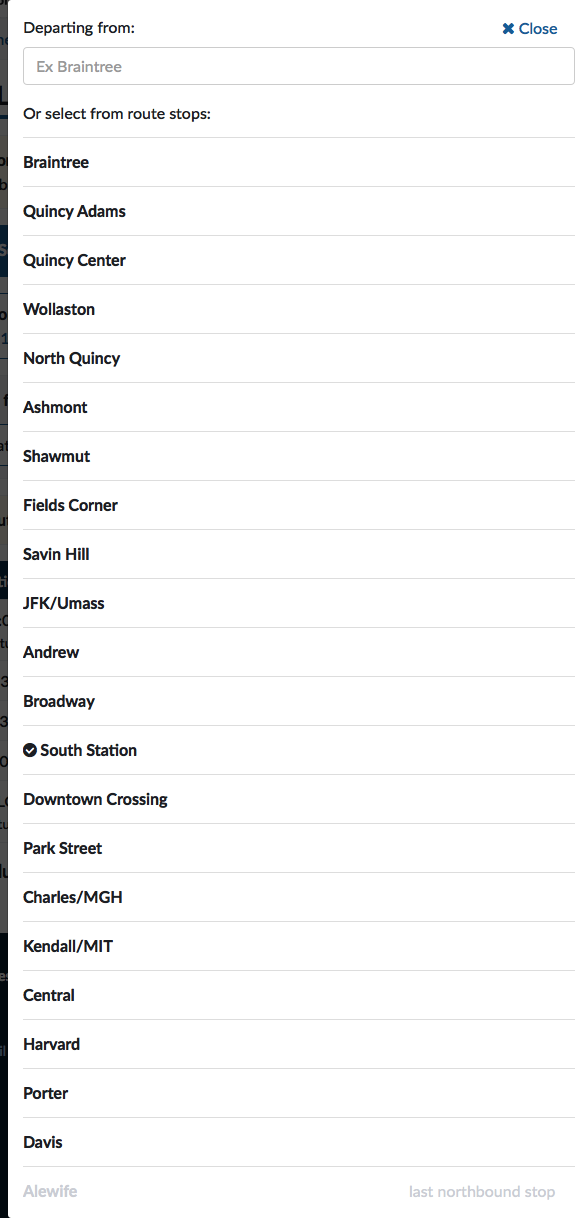 Departing from:
Close
Ex Braintree
Or select from route stops:
Braintree
Quincy Adams
Quincy Center
Wollaston
North Quincy
Ashmont
Shawmut
Fields Corner
Savin Hill
JFK/Umass
Andrew
Broadway
South Station
Downtown Crossing
Park Street
Charles/MGH
Kendall/MIT
Central
Harvard
Porter
Davis
Alewife last northbound stop